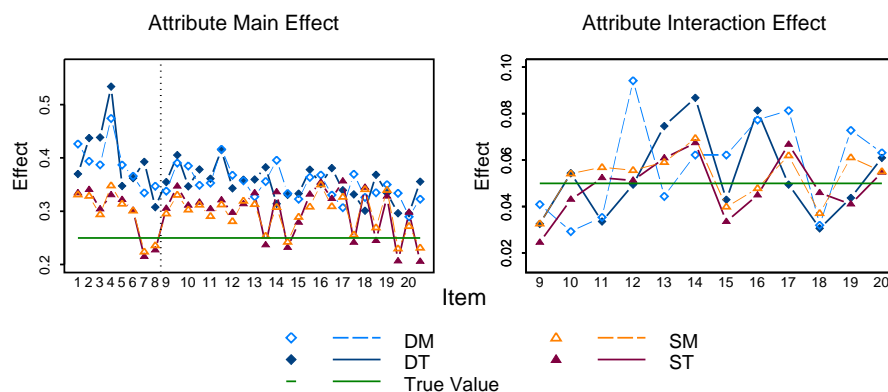 Attribute Main Effect
Attribute Interaction Effect
Effect
0.2 0.3 0.4 0.5
1 2 3 4 5 6 7 8 9 10 11 12 13 14 15 16 17 18 19 20
Effect
0.02 0.04 0.06 0.08 0.10
9 10 11 12 13 14 15 16 17 18 19 20
Item
DM
SM
DT
ST
True Value